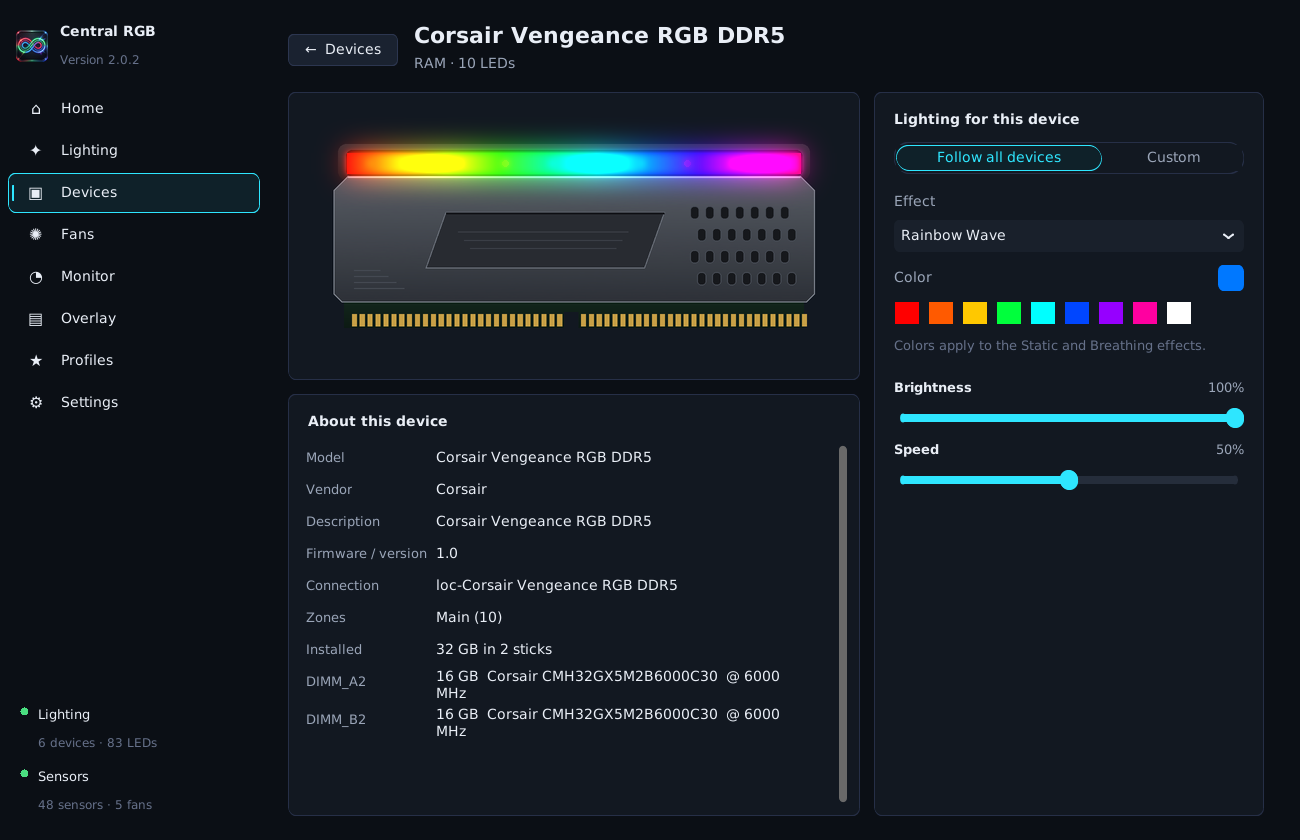 Central RGB
Version 2.0.2
Home
Lighting
Devices
Fans
Monitor
Overlay
Profiles
Settings
Lighting
6 devices · 83 LEDs
Sensors
48 sensors · 5 fans
← Devices
Corsair Vengeance RGB DDR5
RAM · 10 LEDs
About this device
Model Corsair Vengeance RGB DDR5
Vendor Corsair
Description Corsair Vengeance RGB DDR5
Firmware / version 1.0
Connection loc-Corsair Vengeance RGB DDR5
Zones Main (10)
Installed 32 GB in 2 sticks
DIMM_A2 16 GB Corsair CMH32GX5M2B6000C30 @ 6000
MHz
DIMM_B2 16 GB Corsair CMH32GX5M2B6000C30 @ 6000
MHz
Lighting for this device
Follow all devices Custom
Effect
Rainbow Wave
Color
Colors apply to the Static and Breathing effects.
Brightness 100%
Speed 50%